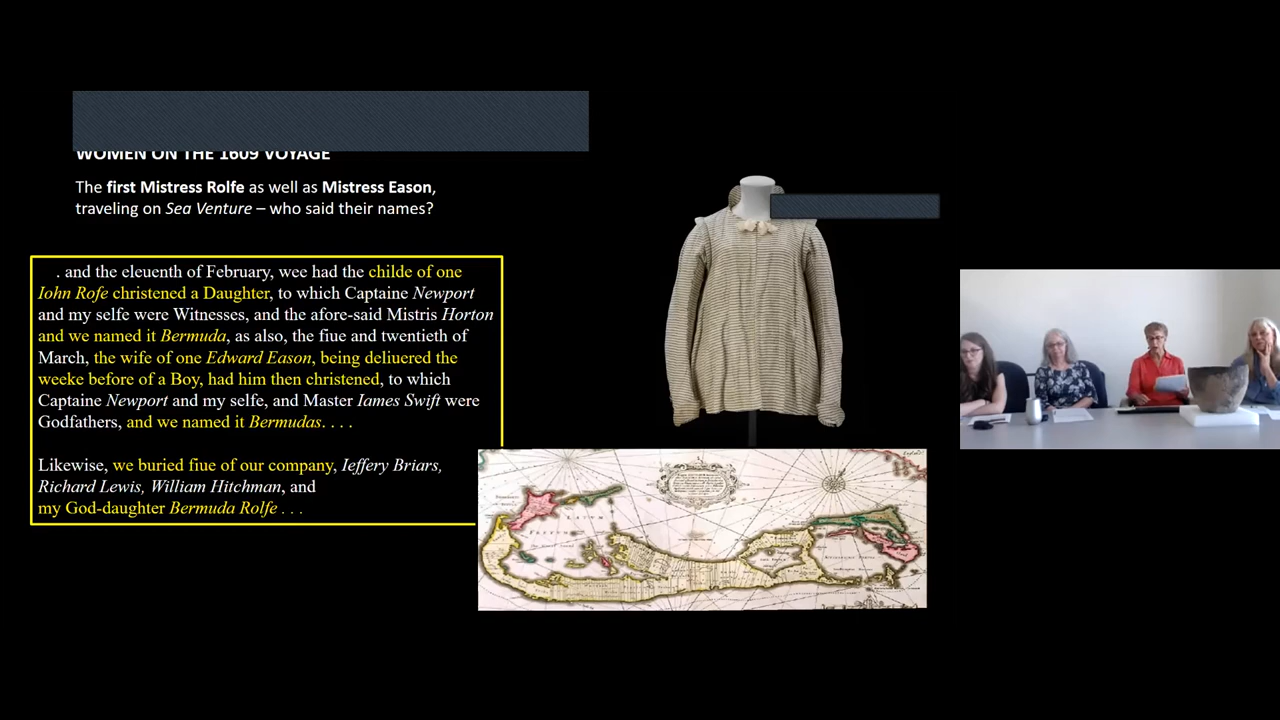 WOMEN ON THE 1609 VOYAGE
The first Mistress Rolfe as well as Mistress Eason,
traveling on Sea Venture – who said their names?
. and the eleuenth of February, wee had the childe of one
Iohn Rofe christened a Daughter, to which Captaine Newport
and my selfe were Witnesses, and the afore-said Mistris Horton
and we named it Bermuda, as also, the fiue and twentieth of
March, the wife of one Edward Eason, being deliuered the
weeke before of a Boy, had him then christened, to which
Captaine Newport and my selfe, and Master Iames Swift were
Godfathers, and we named it Bermudas. . . .
Likewise, we buried fiue of our company, Ieffery Briars,
Richard Lewis, William Hitchman, and
my God-daughter Bermuda Rolfe . . .